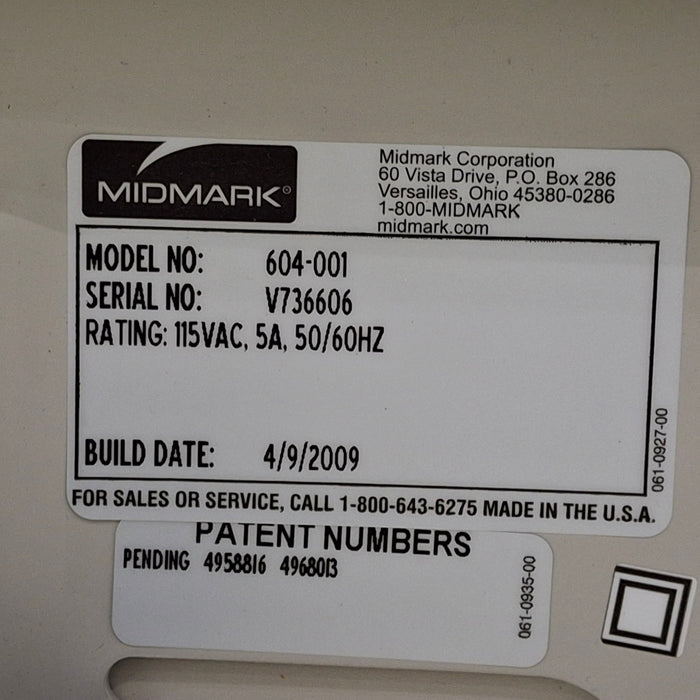 MIDMARK®
Midmark Corporation
60 Vista Drive, P.O. Box 286
Versailles, Ohio 45380-0286
1-800-MIDMARK
midmark.com
MODEL NO: 604-001
SERIAL NO: V736606
RATING: 115VAC, 5A, 50/60HZ
BUILD DATE: 4/9/2009
061-0927-00
FOR SALES OR SERVICE, CALL 1-800-643-6275 MADE IN THE U.S.A.
PATENT NUMBERS
PENDING 4958816 4968013
061-0935-00